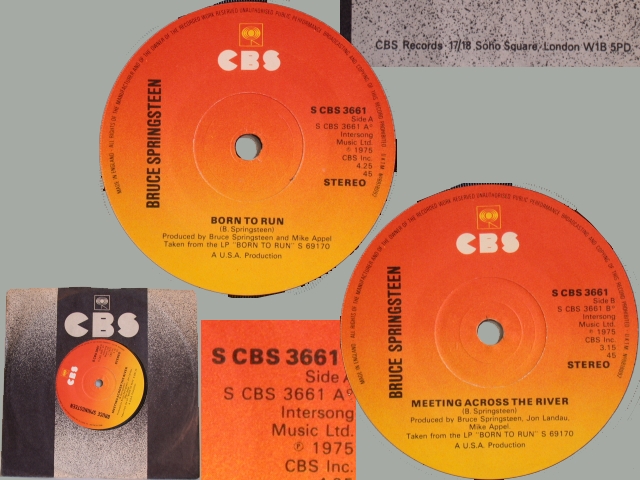 CBS Records · 17/18 Soho Square · London W1B 5PD
CBS
BRUCE SPRINGSTEEN
S CBS 3661
Side A
S CBS 3661 A°
Intersong
Music Ltd.
℗ 1975
CBS Inc.
4.25
45
STEREO
BORN TO RUN
(B. Springsteen)
Produced by Bruce Springsteen and Mike Appel
Taken from the LP "BORN TO RUN" S 69170
A U.S.A. Production
CBS
BRUCE SPRINGSTEEN
S CBS 3661
Side B
S CBS 3661 B°
Intersong
Music Ltd.
℗ 1975
CBS Inc.
3.15
45
STEREO
MEETING ACROSS THE RIVER
(B. Springsteen)
Produced by Bruce Springsteen, Jon Landau,
Mike Appel
Taken from the LP "BORN TO RUN" S 69170
A U.S.A. Production
CBS
CBS
BRUCE SPRINGSTEEN
S CBS 3661
Side A
S CBS 3661 A°
Intersong
Music Ltd.
℗ 1975
CBS Inc.